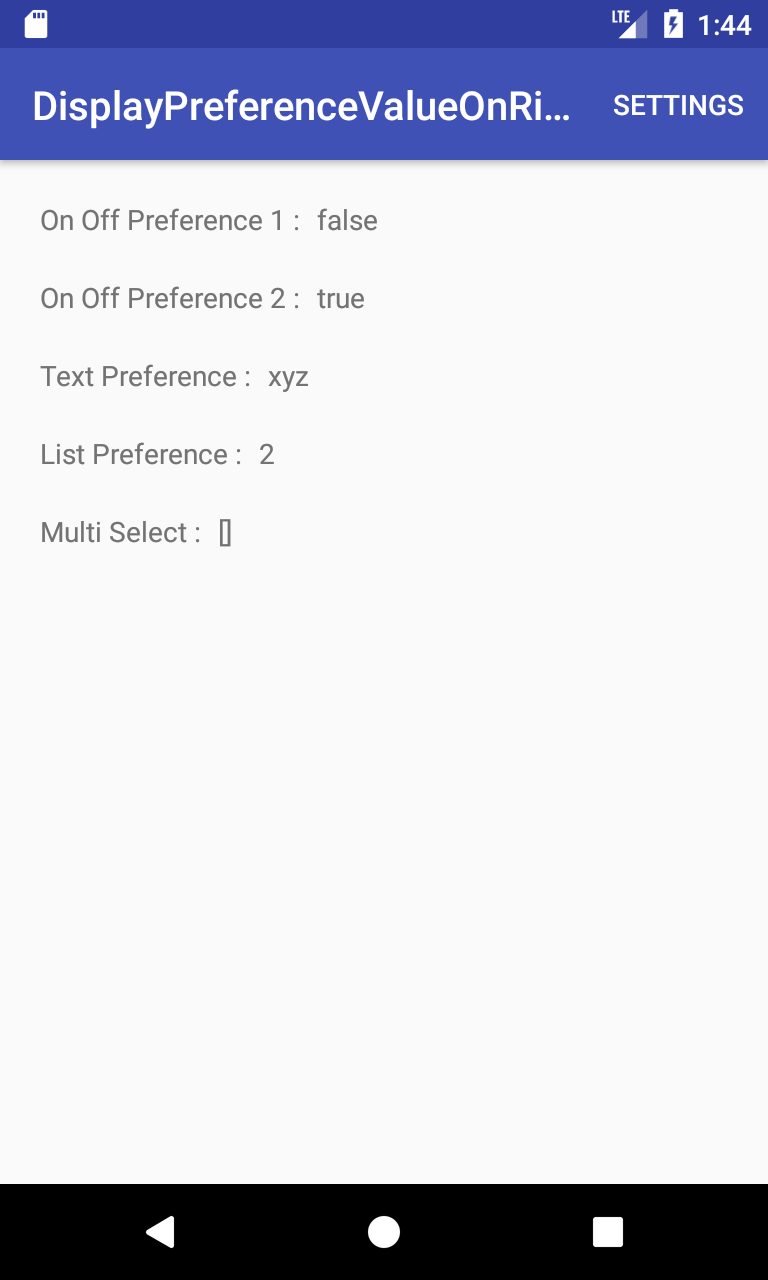 LTE 1:44
DisplayPreferenceValueOnRi... SETTINGS
On Off Preference 1 : false
On Off Preference 2 : true
Text Preference : xyz
List Preference : 2
Multi Select : []